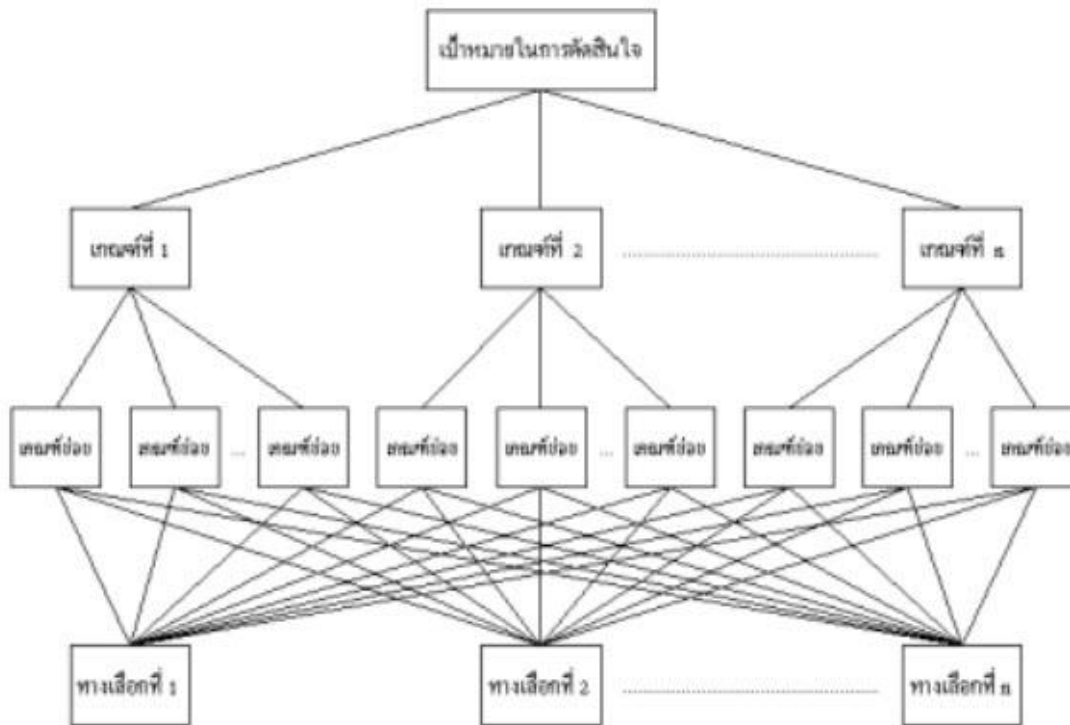 เป้าหมายในการตัดสินใจ
เกณฑ์ที่ 1
เกณฑ์ที่ 2
................................................
เกณฑ์ที่ n
เกณฑ์ย่อย
เกณฑ์ย่อย
...
เกณฑ์ย่อย
เกณฑ์ย่อย
เกณฑ์ย่อย
...
เกณฑ์ย่อย
เกณฑ์ย่อย
เกณฑ์ย่อย
...
เกณฑ์ย่อย
ทางเลือกที่ 1
ทางเลือกที่ 2
................................................
ทางเลือกที่ n